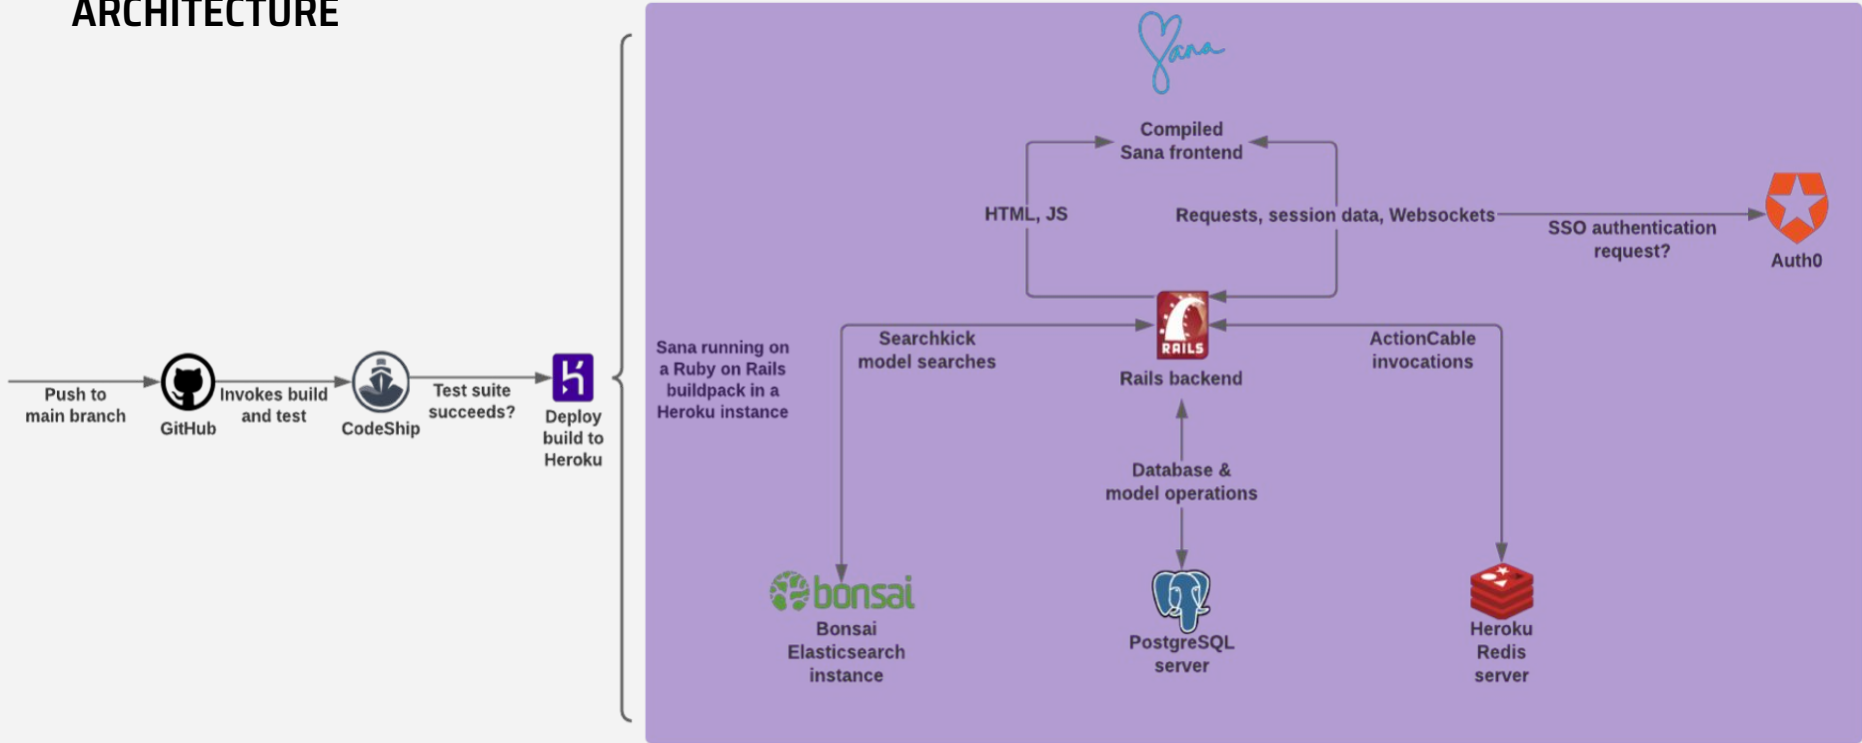 ARCHITECTURE
Sana
Compiled
Sana frontend
HTML, JS
Requests, session data, Websockets
SSO authentication
request?
Auth0
RAILS
Rails backend
Searchkick
model searches
ActionCable
invocations
Sana running on
a Ruby on Rails
buildpack in a
Heroku instance
Push to
main branch
GitHub
Invokes build
and test
CodeShip
Test suite
succeeds?
Deploy
build to
Heroku
Database &
model operations
bonsai
Bonsai
Elasticsearch
instance
PostgreSQL
server
Heroku
Redis
server